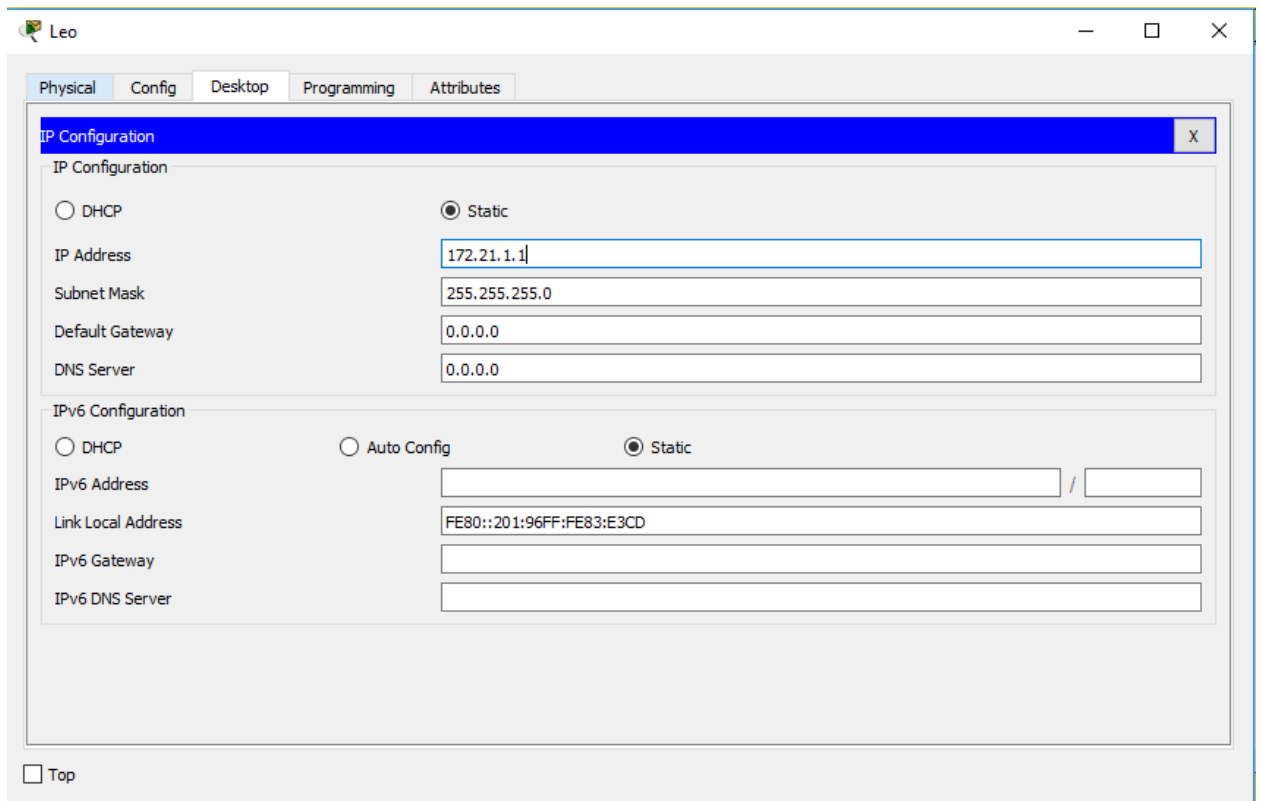 Leo
Physical Config Desktop Programming Attributes
IP Configuration X
IP Configuration
DHCP Static
IP Address 172.21.1.1
Subnet Mask 255.255.255.0
Default Gateway 0.0.0.0
DNS Server 0.0.0.0
IPv6 Configuration
DHCP Auto Config Static
IPv6 Address /
Link Local Address FE80::201:96FF:FE83:E3CD
IPv6 Gateway
IPv6 DNS Server
Top